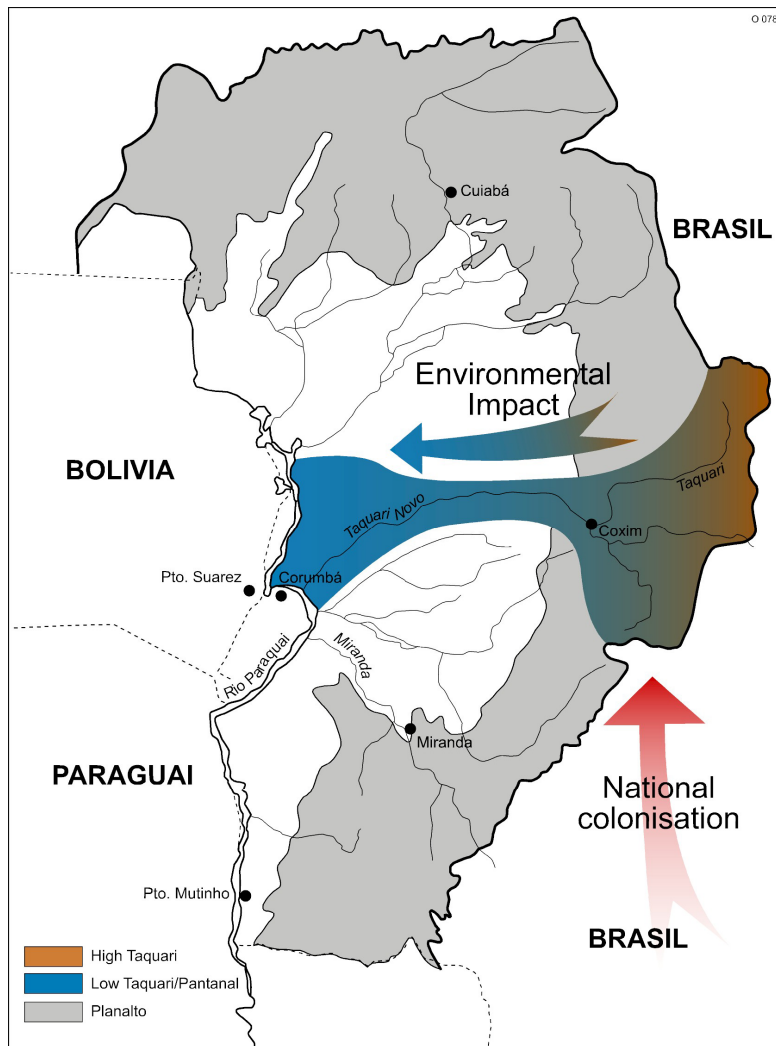 O 078
Cuiabá
BRASIL
Environmental
Impact
BOLIVIA
Taquari
Taquari Novo
Coxim
Pto. Suarez
Corumbá
Rio Paraquai
Miranda
Miranda
PARAGUAI
National
colonisation
Pto. Mutinho
BRASIL
High Taquari
Low Taquari/Pantanal
Planalto